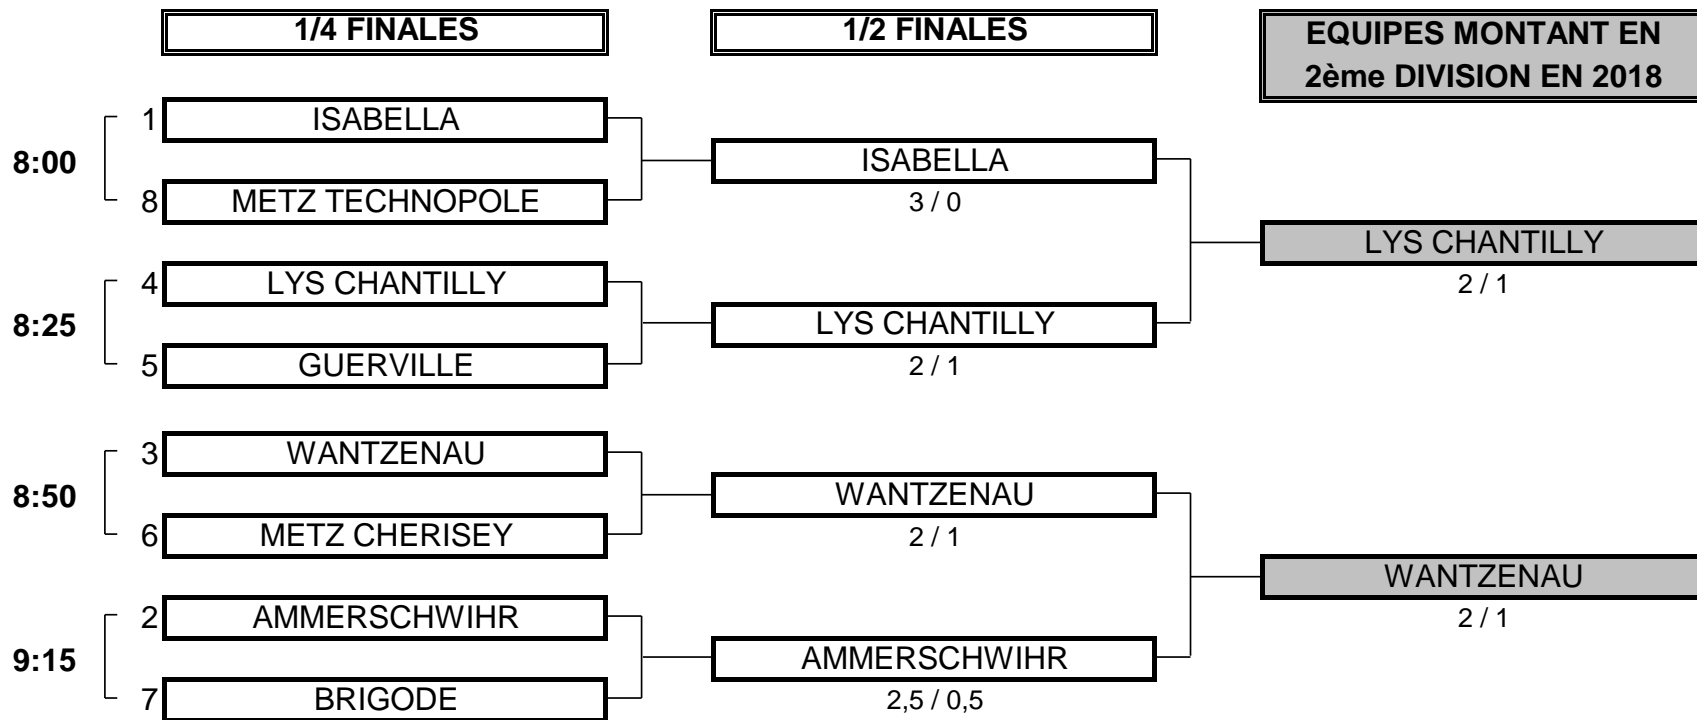 1/4 FINALES
1/2 FINALES
EQUIPES MONTANT EN
2ème DIVISION EN 2018
8:00
1 ISABELLA
8 METZ TECHNOPOLE
ISABELLA
3 / 0
8:25
4 LYS CHANTILLY
5 GUERVILLE
LYS CHANTILLY
2 / 1
LYS CHANTILLY
2 / 1
8:50
3 WANTZENAU
6 METZ CHERISEY
WANTZENAU
2 / 1
9:15
2 AMMERSCHWIHR
7 BRIGODE
AMMERSCHWIHR
2,5 / 0,5
WANTZENAU
2 / 1